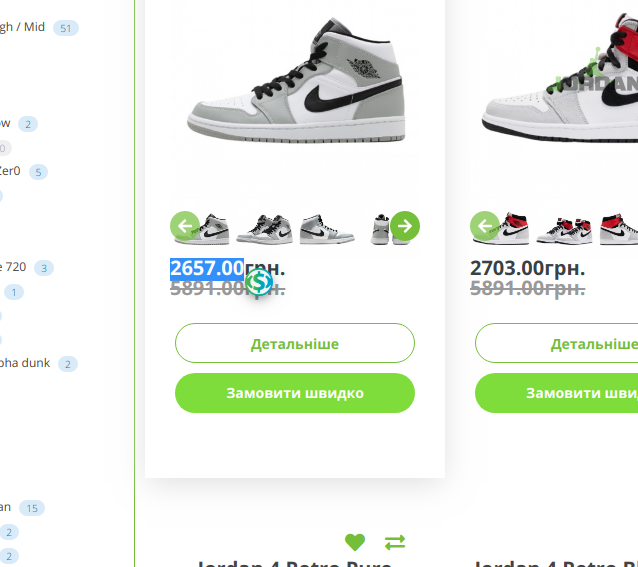 gh / Mid 51
ow 2
0
Zer0 5
e 720 3
1
pha dunk 2
an 15
2
2
2657.00грн.
5891.00грн.
Детальніше
Замовити швидко
JORDAN
2703.00грн.
5891.00грн.
Детальніше
Замовити шви
Jordan 4 Retro Pure
Jordan 4 Retro B